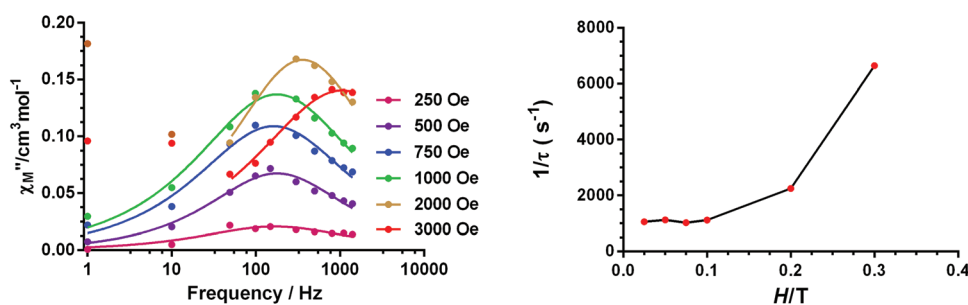 χM''/cm3mol-1
0.20
0.15
0.10
0.05
0.00
1
10
100
1000
10000
Frequency / Hz
250 Oe
500 Oe
750 Oe
1000 Oe
2000 Oe
3000 Oe
1/τ ( s-1)
8000
6000
4000
2000
0
0.0
0.1
0.2
0.3
0.4
H/T